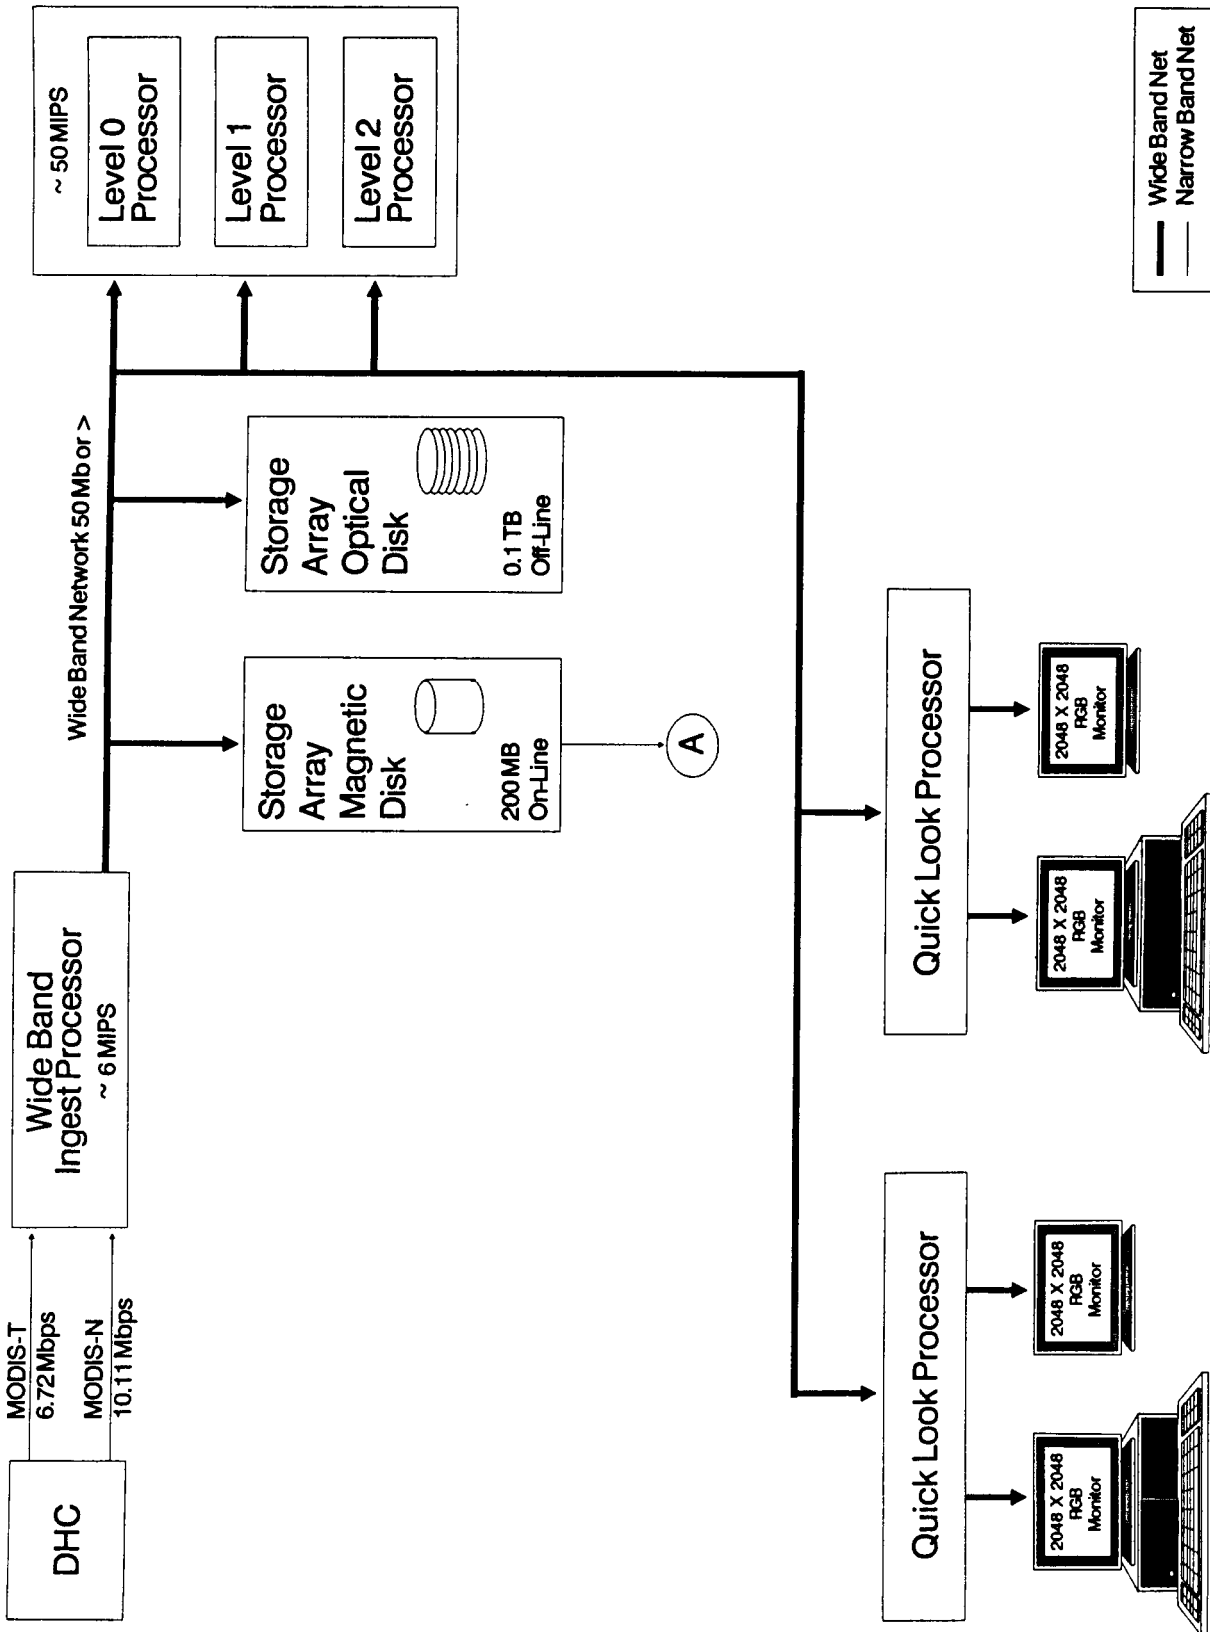 DHC
MODIS-T
6.72 Mbps
MODIS-N
10.11 Mbps
Wide Band
Ingest Processor
~ 6 MIPS
Wide Band Network 50 Mb or >
~ 50 MIPS
Level 0
Processor
Level 1
Processor
Level 2
Processor
Storage
Array
Magnetic
Disk
200 MB
On-Line
Storage
Array
Optical
Disk
0.1 TB
Off-Line
A
Quick Look Processor
2048 X 2048
RGB
Monitor
2048 X 2048
RGB
Monitor
Quick Look Processor
2048 X 2048
RGB
Monitor
2048 X 2048
RGB
Monitor
Wide Band Net
Narrow Band Net